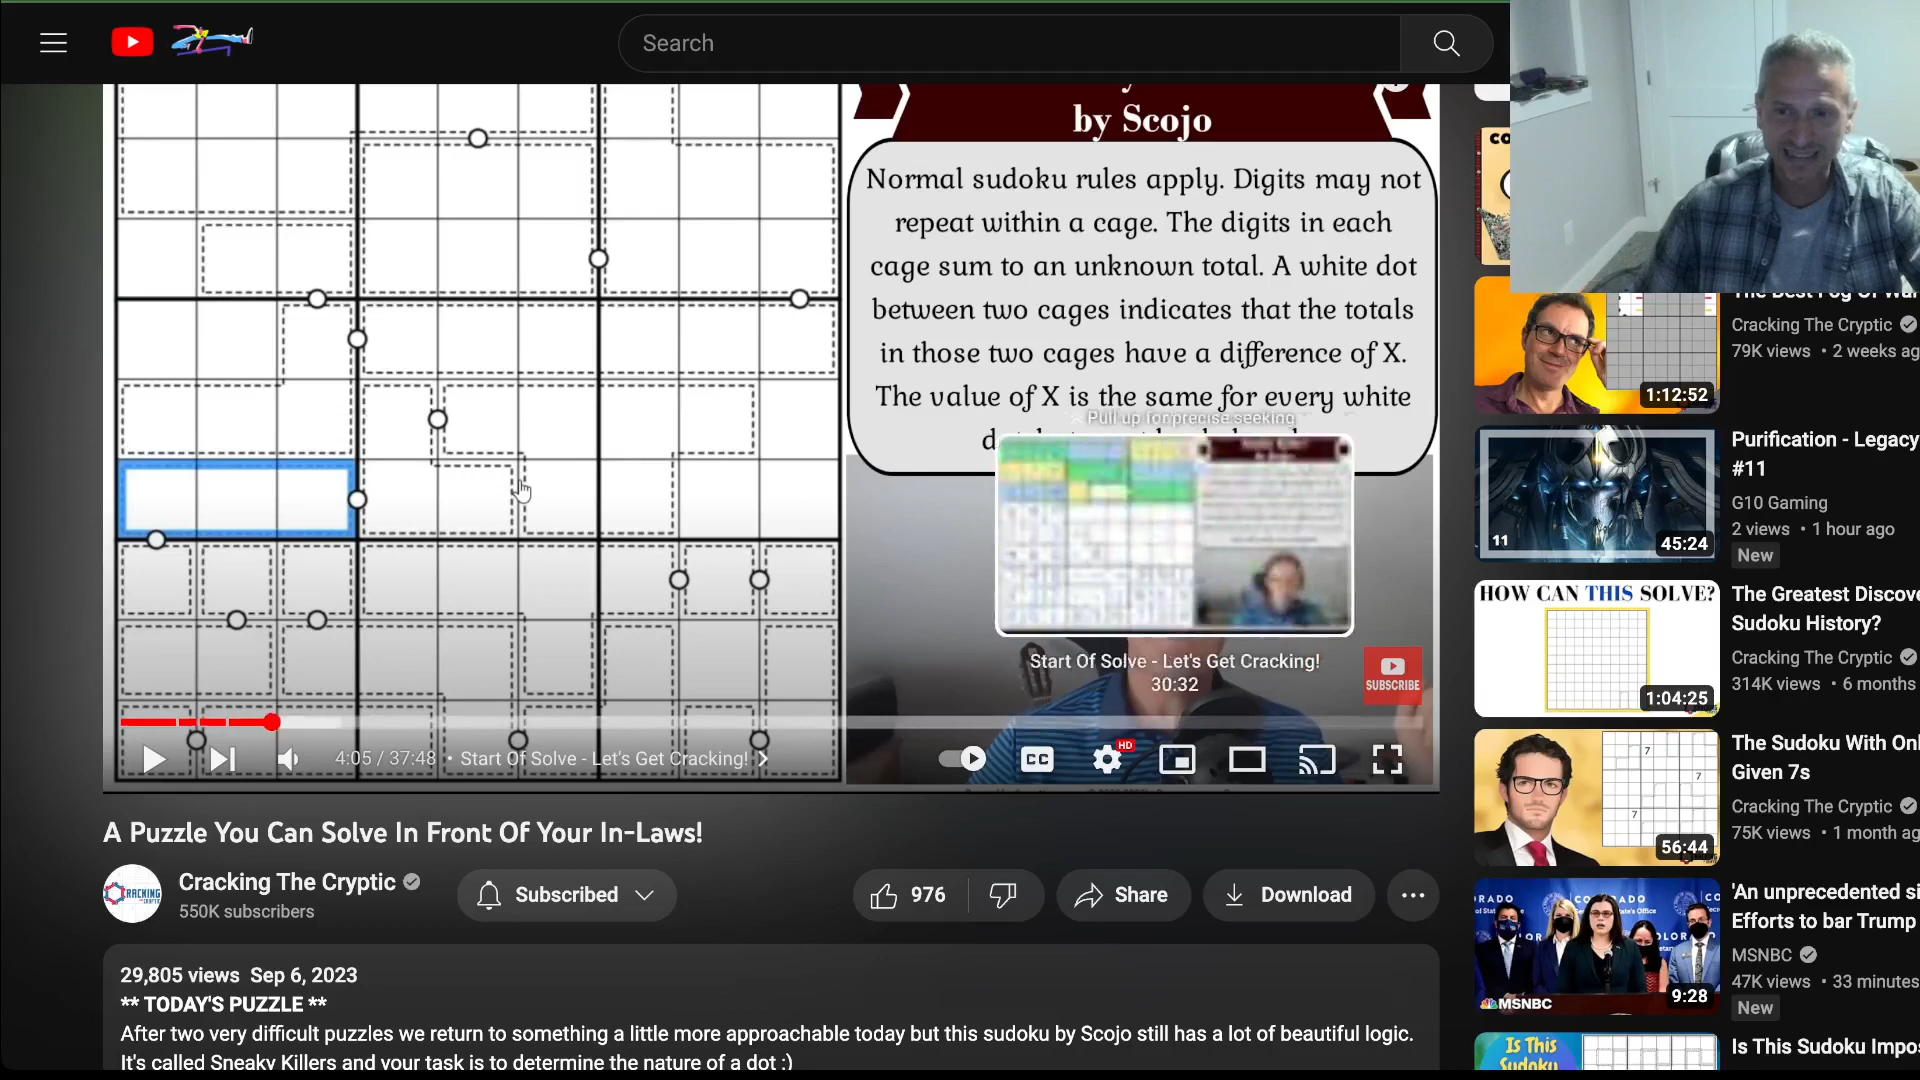 Search
by Scojo
Normal sudoku rules apply. Digits may not
repeat within a cage. The digits in each
cage sum to an unknown total. A white dot
between two cages indicates that the totals
in those two cages have a difference of X.
The value of X is the same for every white
Pull up for precise seeking
Start Of Solve - Let's Get Cracking!
30:32
SUBSCRIBE
4:05 / 37:48 • Start Of Solve - Let's Get Cracking!
CC
HD
A Puzzle You Can Solve In Front Of Your In-Laws!
CRACKING
Cracking The Cryptic
550K subscribers
Subscribed
976
Share
Download
29,805 views Sep 6, 2023
** TODAY'S PUZZLE **
After two very difficult puzzles we return to something a little more approachable today but this sudoku by Scojo still has a lot of beautiful logic.
It's called Sneaky Killers and your task is to determine the nature of a dot :)
CO
Cracking The Cryptic
79K views • 2 weeks ag
1:12:52
Purification - Legacy
#11
G10 Gaming
2 views • 1 hour ago
New
11
45:24
HOW CAN THIS SOLVE?
1:04:25
The Greatest Discove
Sudoku History?
Cracking The Cryptic
314K views • 6 months
The Sudoku With Onl
Given 7s
Cracking The Cryptic
75K views • 1 month ag
7
7
7
56:44
'An unprecedented si
Efforts to bar Trump
MSNBC
47K views • 33 minutes
New
MSNBC
9:28
Is This
Sudoku
Is This Sudoku Impos